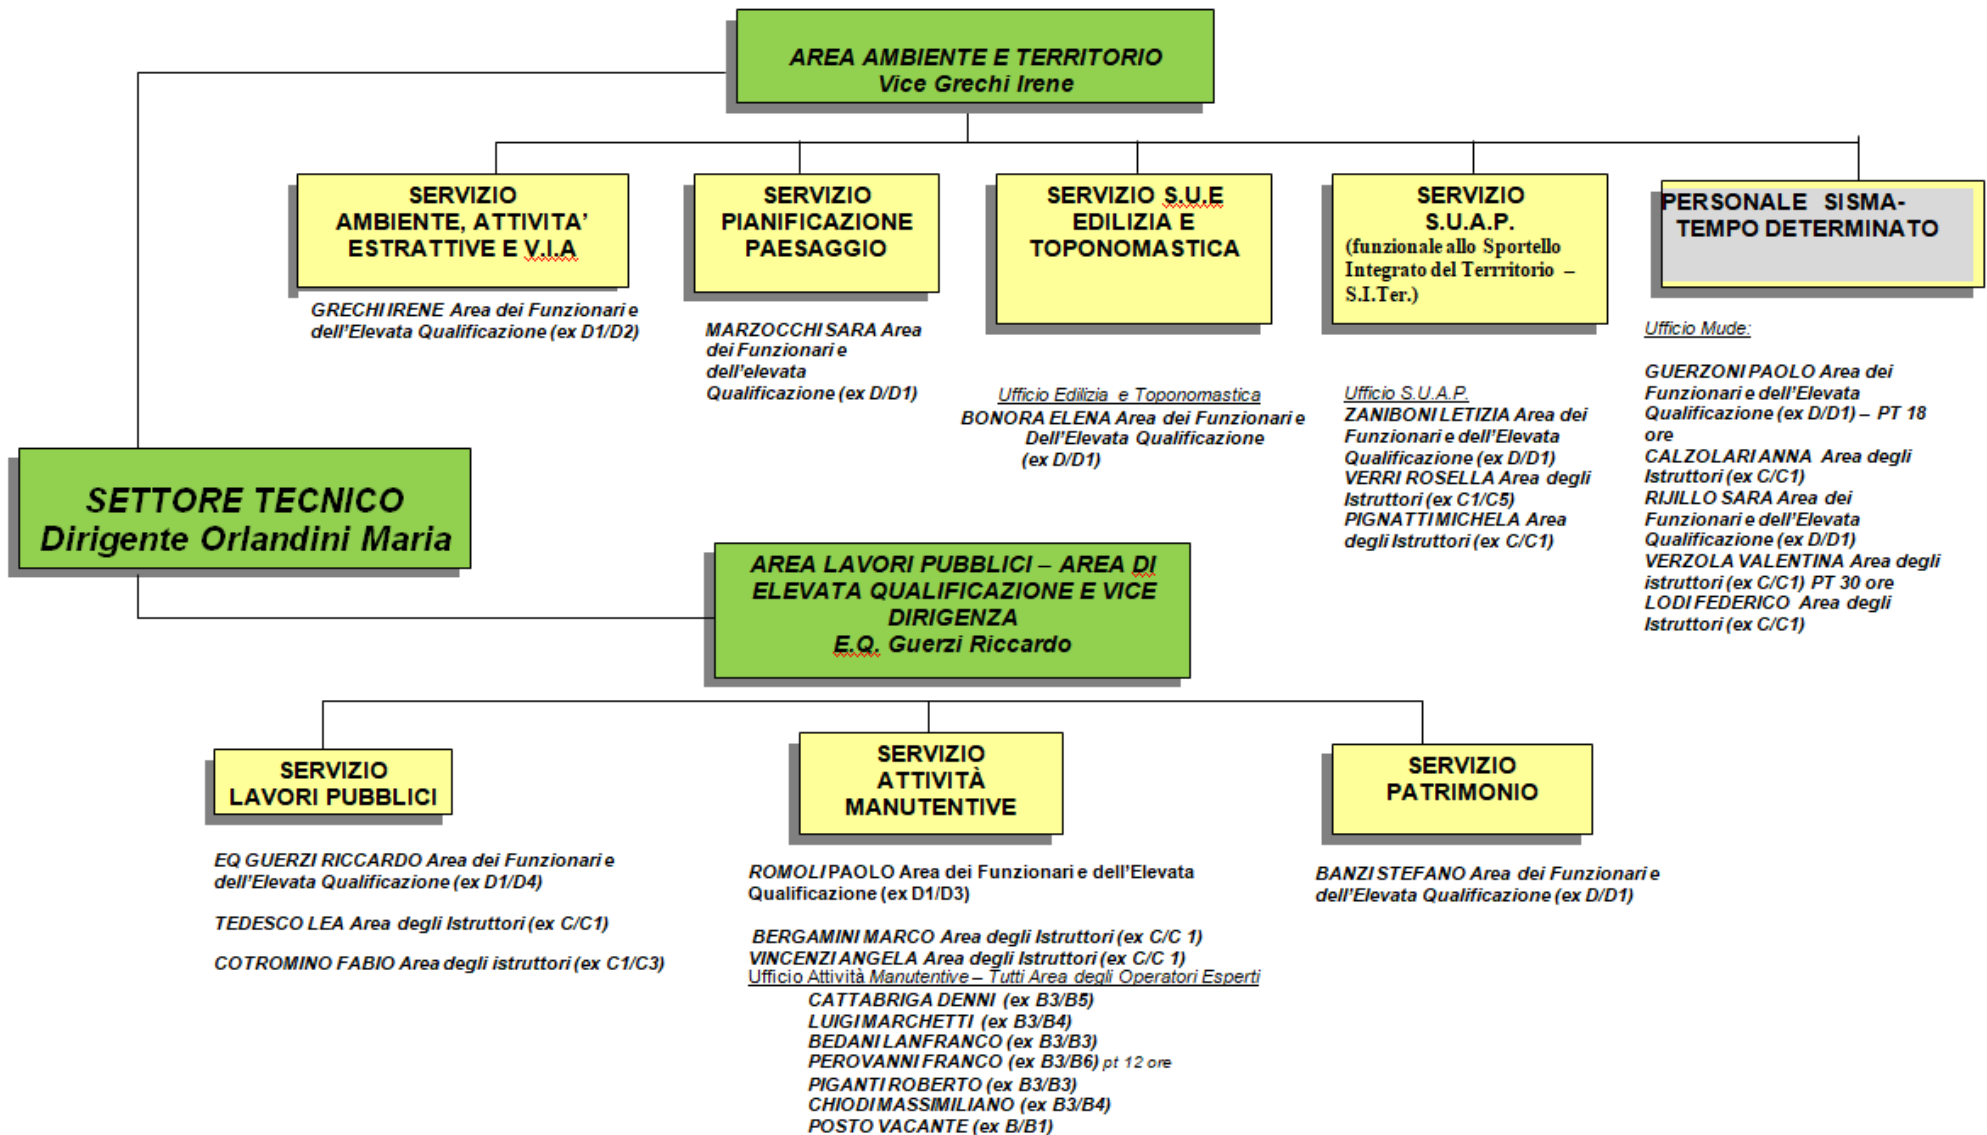 AREA AMBIENTE E TERRITORIO
Vice Grechi Irene
SERVIZIO
AMBIENTE, ATTIVITA’
ESTRATTIVE E V.I.A
GRECHI IRENE Area dei Funzionari e
dell’Elevata Qualificazione (ex D1/D2)
SERVIZIO
PIANIFICAZIONE
PAESAGGIO
MARZOCCHI SARA Area
dei Funzionari e
dell’elevata
Qualificazione (ex D/D1)
SERVIZIO S.U.E
EDILIZIA E
TOPONOMASTICA
Ufficio Edilizia e Toponomastica
BONORA ELENA Area dei Funzionari e
Dell’Elevata Qualificazione
(ex D/D1)
SERVIZIO
S.U.A.P.
(funzionale allo Sportello
Integrato del Terrritorio –
S.I.Ter.)
Ufficio S.U.A.P.
ZANIBONI LETIZIA Area dei
Funzionari e dell’Elevata
Qualificazione (ex D/D1)
VERRI ROSELLA Area degli
Istruttori (ex C1/C5)
PIGNATTI MICHELA Area
degli Istruttori (ex C/C1)
PERSONALE SISMA-
TEMPO DETERMINATO
Ufficio Mude:
GUERZONI PAOLO Area dei
Funzionari e dell’Elevata
Qualificazione (ex D/D1) – PT 18
ore
CALZOLARI ANNA Area degli
Istruttori (ex C/C1)
RIJILLO SARA Area dei
Funzionari e dell’Elevata
Qualificazione (ex D/D1)
VERZOLA VALENTINA Area degli
istruttori (ex C/C1) PT 30 ore
LODI FEDERICO Area degli
Istruttori (ex C/C1)
SETTORE TECNICO
Dirigente Orlandini Maria
AREA LAVORI PUBBLICI – AREA DI
ELEVATA QUALIFICAZIONE E VICE
DIRIGENZA
E.Q. Guerzi Riccardo
SERVIZIO
LAVORI PUBBLICI
EQ GUERZI RICCARDO Area dei Funzionari e
dell’Elevata Qualificazione (ex D1/D4)
TEDESCO LEA Area degli Istruttori (ex C/C1)
COTROMINO FABIO Area degli istruttori (ex C1/C3)
SERVIZIO
ATTIVITÀ
MANUTENTIVE
ROMOLI PAOLO Area dei Funzionari e dell’Elevata
Qualificazione (ex D1/D3)
BERGAMINI MARCO Area degli Istruttori (ex C/C 1)
VINCENZI ANGELA Area degli Istruttori (ex C/C 1)
Ufficio Attività Manutentive – Tutti Area degli Operatori Esperti
CATTABRIGA DENNI (ex B3/B5)
LUIGI MARCHETTI (ex B3/B4)
BEDANI LANFRANCO (ex B3/B3)
PEROVANNI FRANCO (ex B3/B6) pt 12 ore
PIGANTI ROBERTO (ex B3/B3)
CHIODI MASSIMILIANO (ex B3/B4)
POSTO VACANTE (ex B/B1)
SERVIZIO
PATRIMONIO
BANZI STEFANO Area dei Funzionari e
dell’Elevata Qualificazione (ex D/D1)